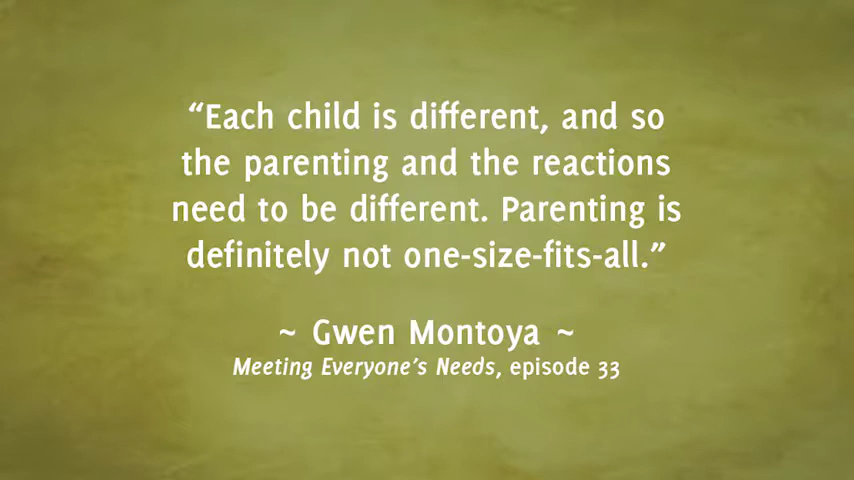 “Each child is different, and so
the parenting and the reactions
need to be different. Parenting is
definitely not one-size-fits-all.”
~ Gwen Montoya ~
Meeting Everyone’s Needs, episode 33